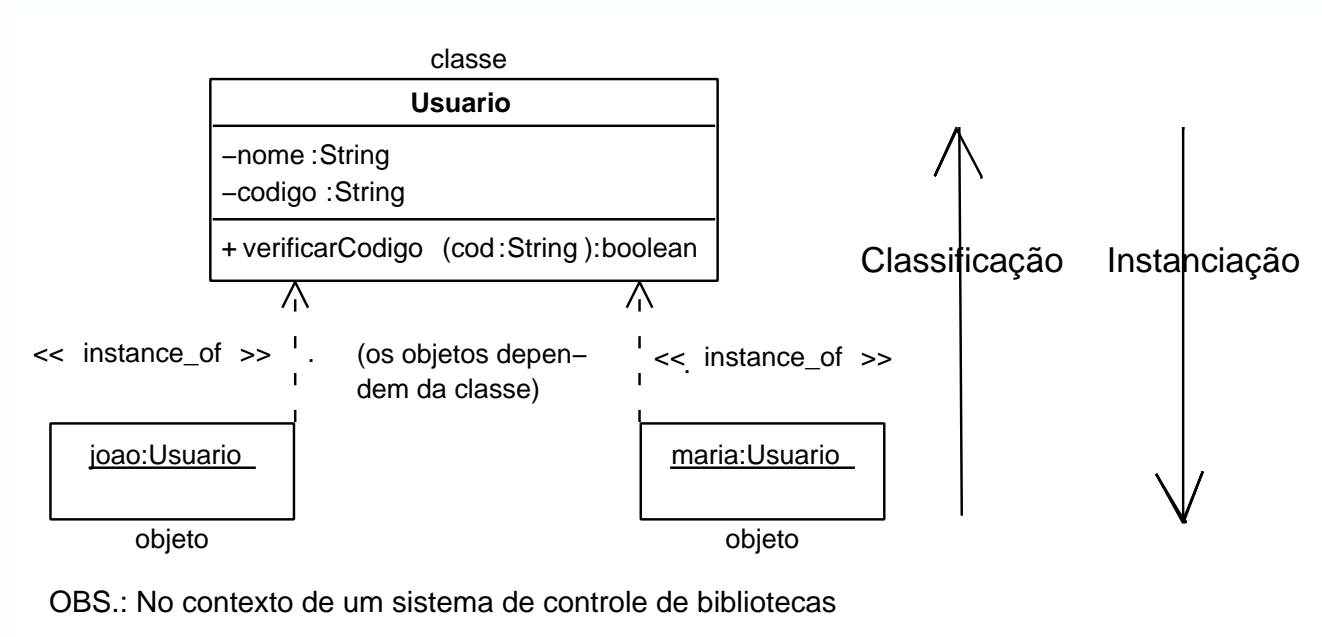 classe
Usuario
−nome :String
−codigo :String
+ verificarCodigo (cod:String ):boolean
Classificação
Instanciação
<< instance_of >>
(os objetos depen−
dem da classe)
<< instance_of >>
joao:Usuario
maria:Usuario
objeto
objeto
OBS.: No contexto de um sistema de controle de bibliotecas